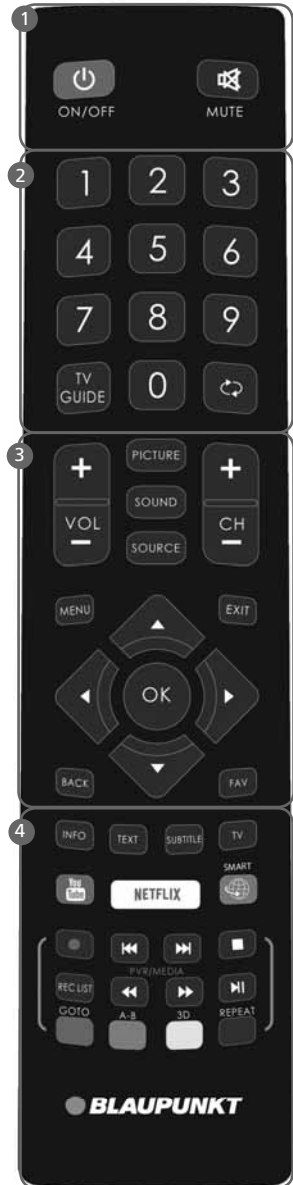 1
ON/OFF MUTE
2
1 2 3
4 5 6
7 8 9
TV GUIDE 0
3
+ PICTURE +
VOL SOUND CH
- SOURCE -
MENU EXIT
OK
BACK FAV
4
INFO TEXT SUBTITLE TV
You Tube NETFLIX SMART
PVR/MEDIA
REC LIST
GOTO A-B 3D REPEAT
BLAUPUNKT